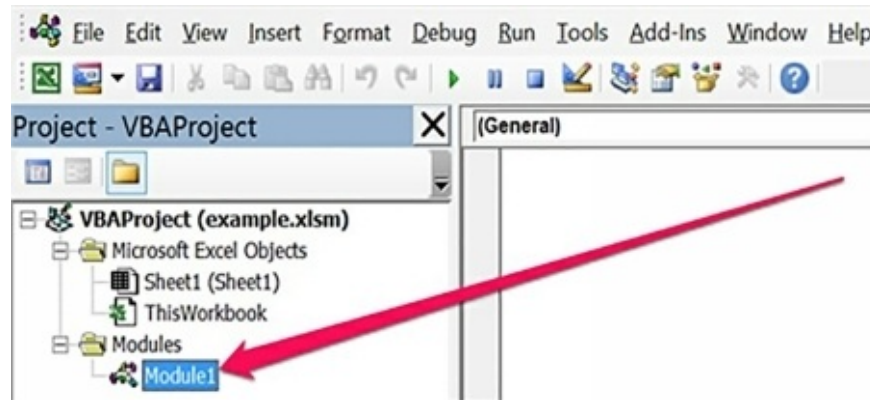 File Edit View Insert Format Debug Run Tools Add-Ins Window Help
Project - VBAProject
(General)
VBAProject (example.xlsm)
Microsoft Excel Objects
Sheet1 (Sheet1)
ThisWorkbook
Modules
Module1